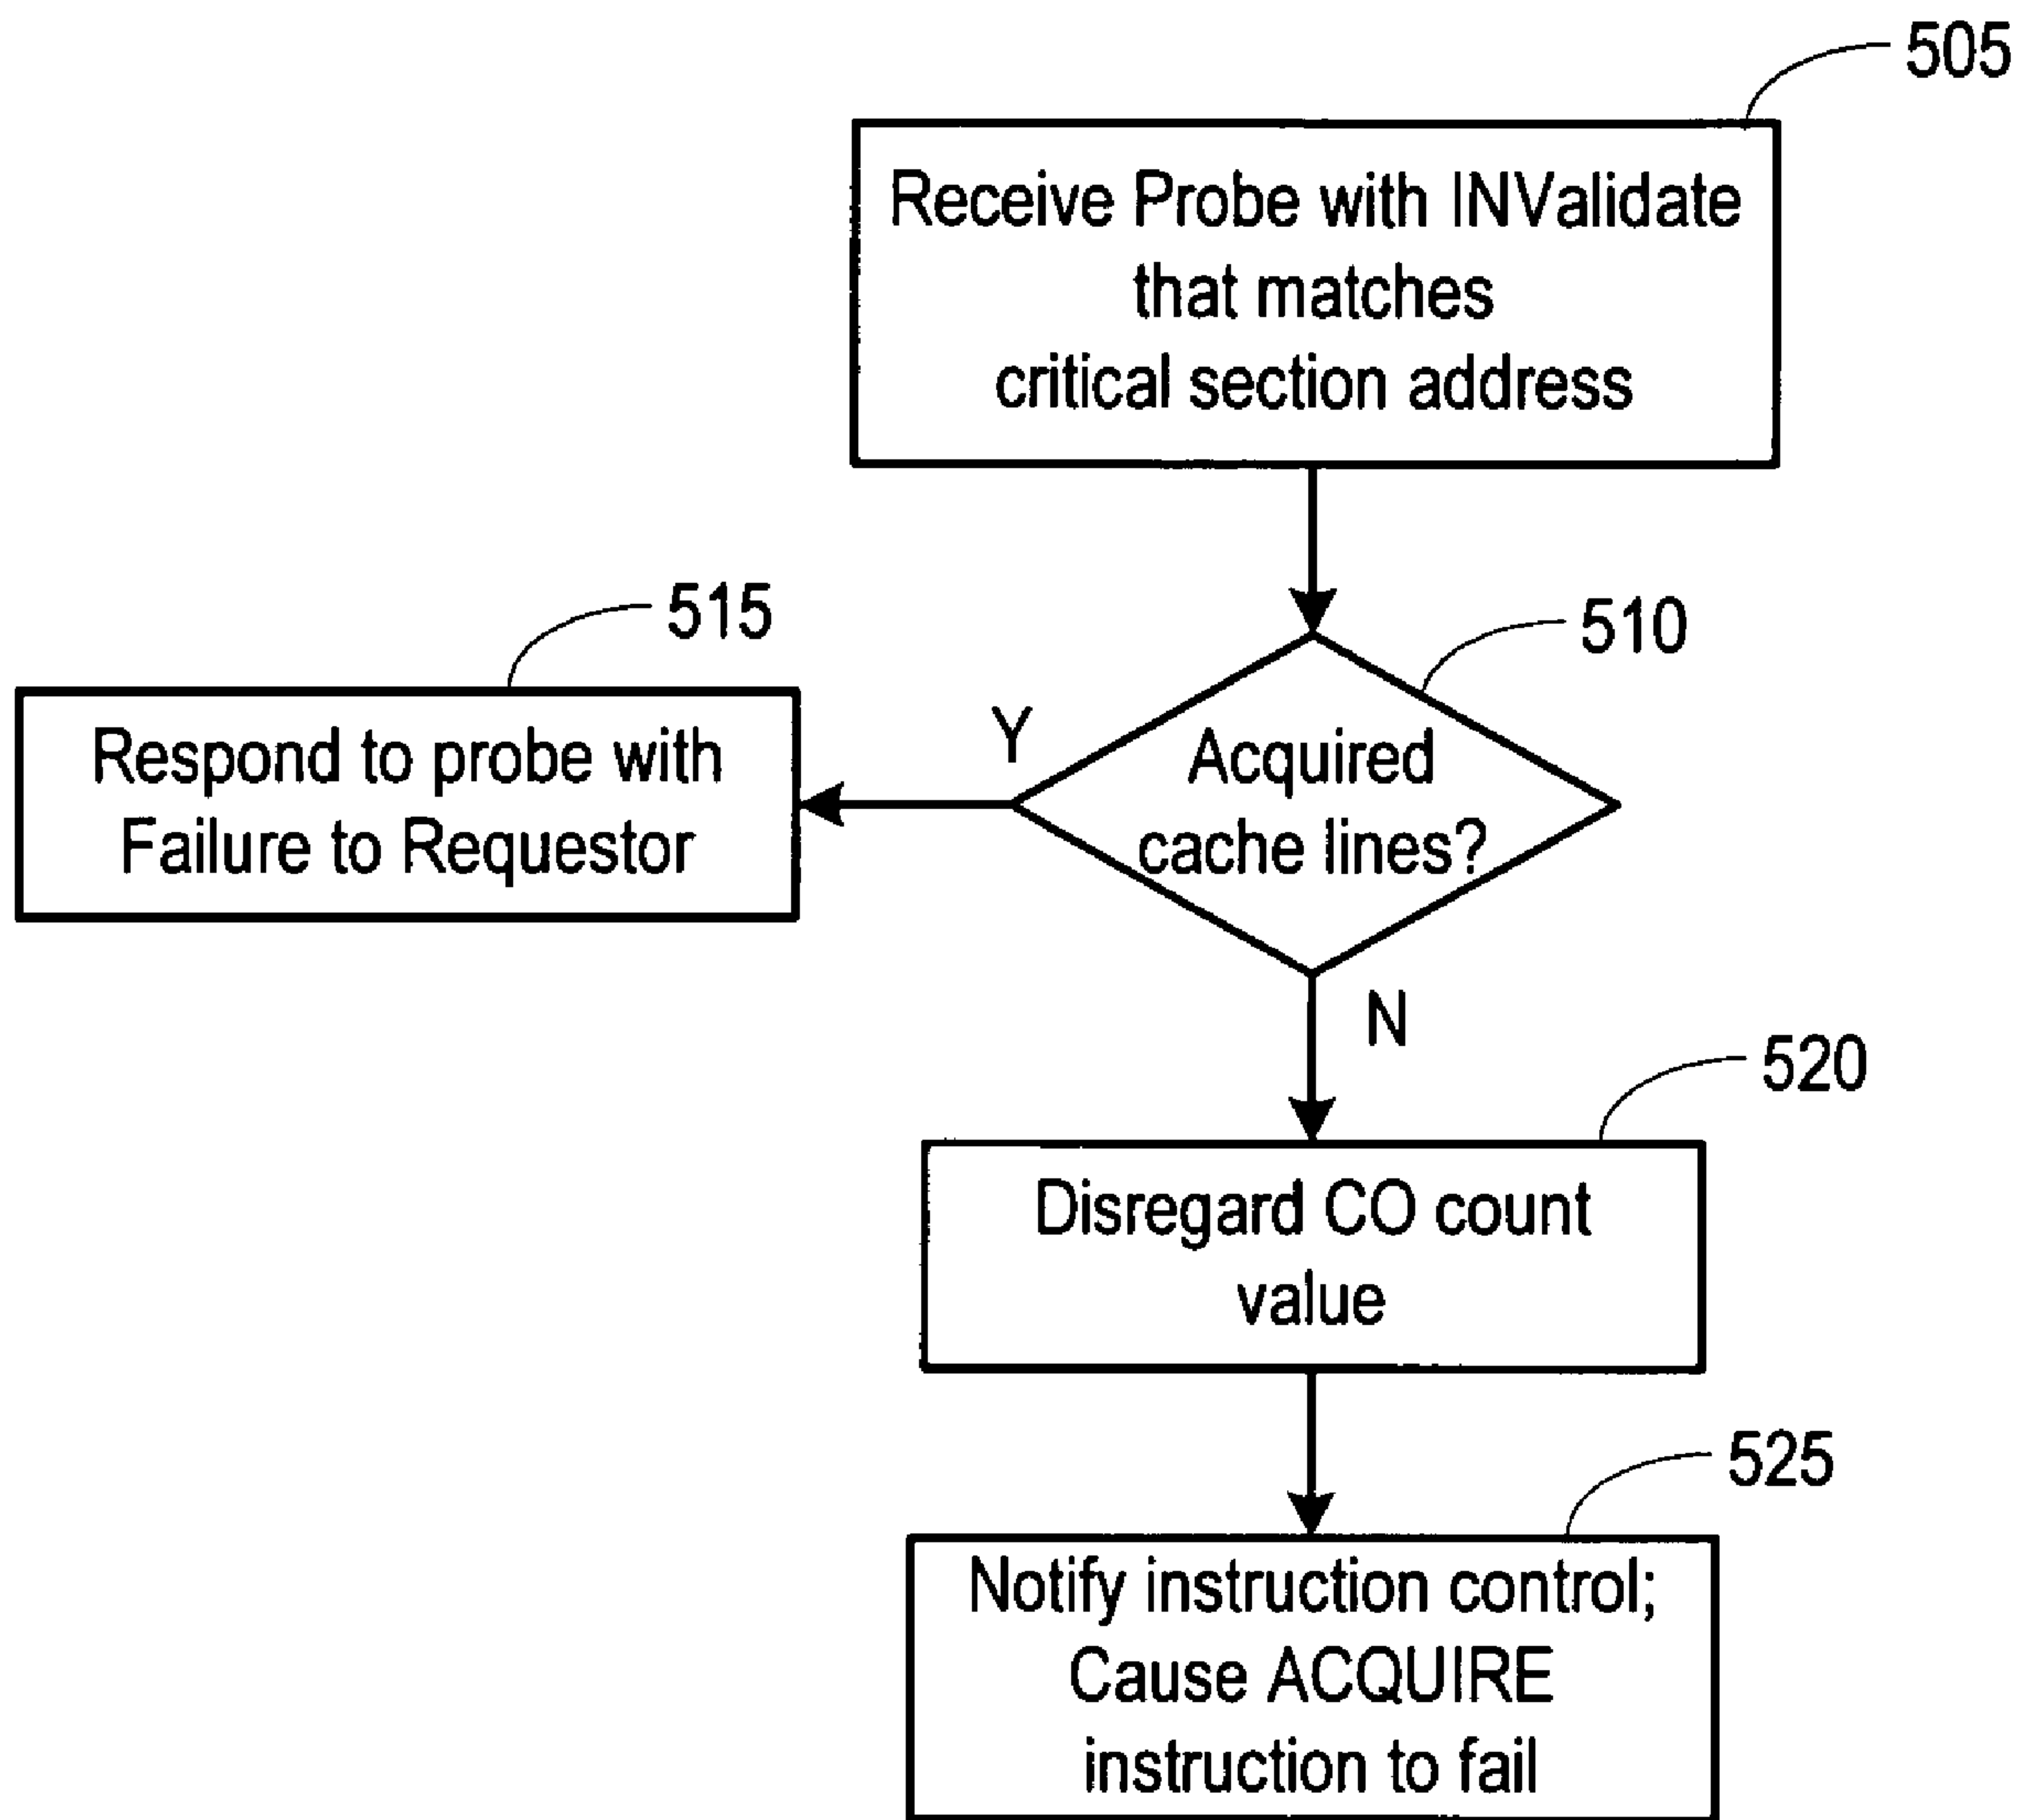 505
Receive Probe with INValidate
that matches
critical section address
510
Acquired
cache lines?
Y
515
Respond to probe with
Failure to Requestor
N
520
Disregard CO count
value
525
Notify instruction control;
Cause ACQUIRE
instruction to fail